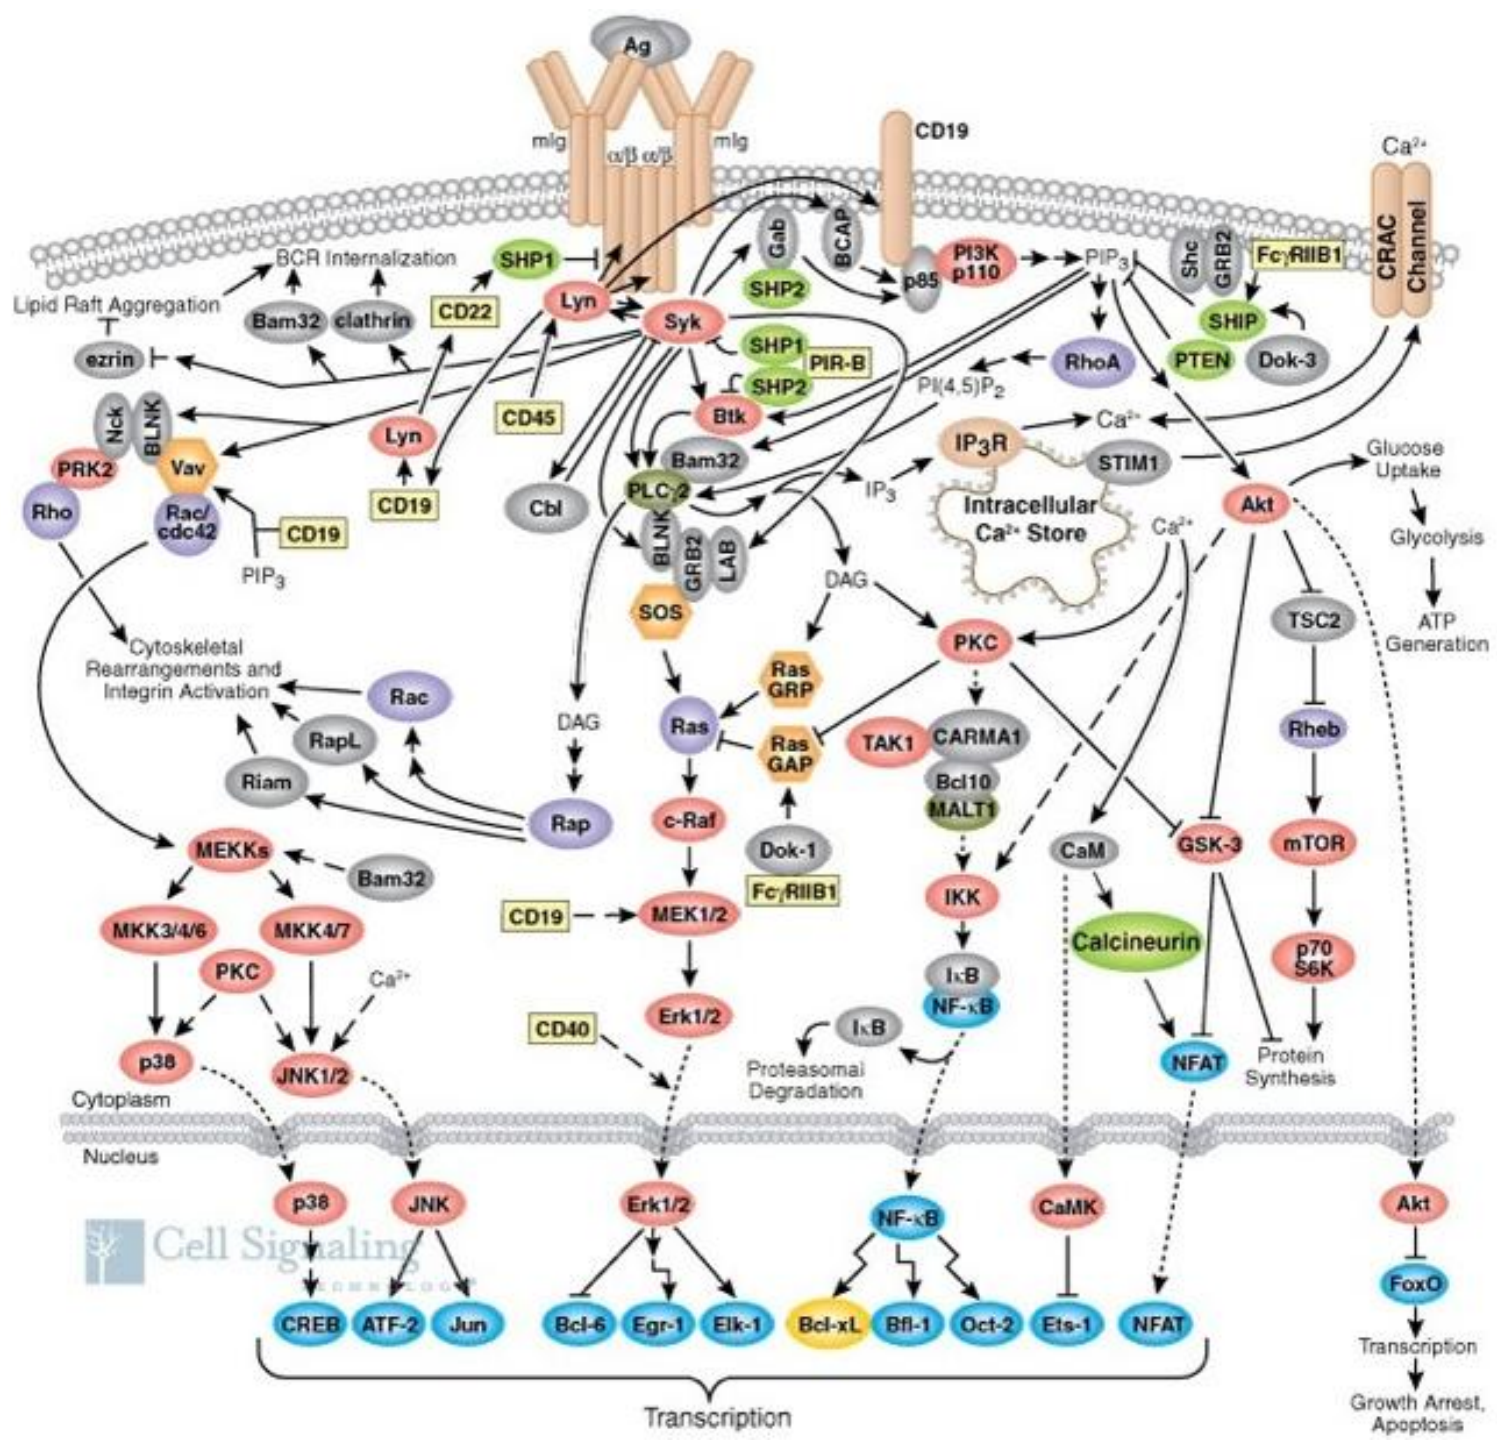 Ag
mIg
mIg
α/β α/β
CD19
Ca²⁺
CRAC
Channel
BCR Internalization
SHP1
Gab
BCAP
SHP2
p85
PI3K
p110
PIP₃
Shc
GRB2
FcγRIIB1
Lipid Raft Aggregation
Bam32
clathrin
CD22
Lyn
Syk
SHIP
ezrin
SHP1
PIR-B
SHP2
RhoA
PTEN
Dok-3
PI(4,5)P₂
Nck
BLNK
Lyn
CD45
Btk
IP₃R
Ca²⁺
STIM1
Glucose
Uptake
PRK2
Vav
Bam32
Rho
Rac/
cdc42
CD19
Cbl
PLCγ2
IP₃
Intracellular
Ca²⁺ Store
Akt
Ca²⁺
CD19
PIP₃
BLNK
GRB2
LAB
Glycolysis
DAG
SOS
TSC2
ATP
Generation
PKC
Cytoskeletal
Rearrangements and
Integrin Activation
Rac
Ras
GRP
DAG
Ras
Rheb
RapL
Ras
GAP
TAK1
CARMA1
Riam
Bcl10
MALT1
Rap
c-Raf
MEKKs
Dok-1
CaM
GSK-3
mTOR
Bam32
FcγRIIB1
IKK
CD19
MEK1/2
MKK3/4/6
MKK4/7
Calcineurin
p70
S6K
PKC
Ca²⁺
IκB
NF-κB
CD40
Erk1/2
IκB
p38
JNK1/2
Proteasomal
Degradation
NFAT
Protein
Synthesis
Cytoplasm
Nucleus
p38
JNK
Erk1/2
NF-κB
CaMK
Akt
Cell Signaling
TECHNOLOGY®
FoxO
CREB
ATF-2
Jun
Bcl-6
Egr-1
Elk-1
Bcl-xL
Bfl-1
Oct-2
Ets-1
NFAT
Transcription
Growth Arrest,
Apoptosis
Transcription